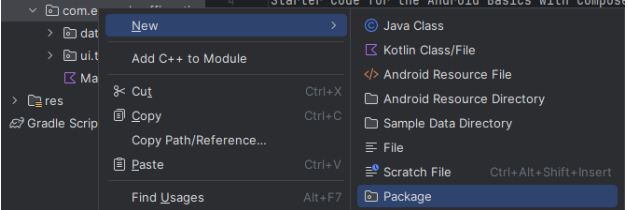 Starter code for the Android Basics with Compose
com.e
New
dat
ui.t
Ma
res
Gradle Scrip
Add C++ to Module
Cut Ctrl+X
Copy Ctrl+C
Copy Path/Reference...
Paste Ctrl+V
Find Usages Alt+F7
Java Class
Kotlin Class/File
Android Resource File
Android Resource Directory
Sample Data Directory
File
Scratch File Ctrl+Alt+Shift+Insert
Package